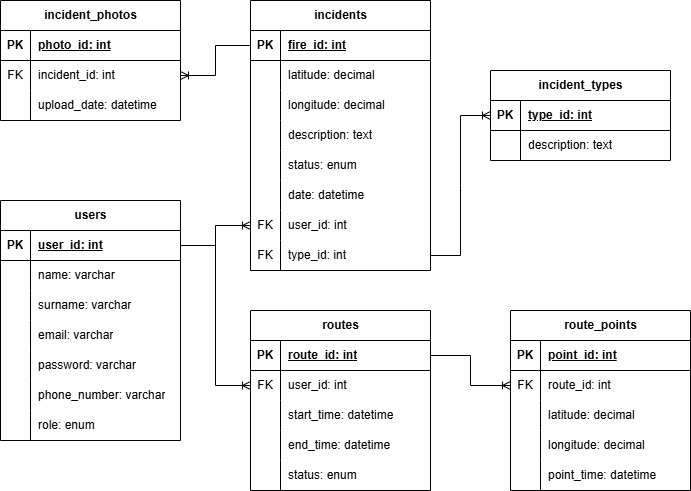 incident_photos
PK photo_id: int
FK incident_id: int
upload_date: datetime
incidents
PK fire_id: int
latitude: decimal
longitude: decimal
description: text
status: enum
date: datetime
FK user_id: int
FK type_id: int
incident_types
PK type_id: int
description: text
users
PK user_id: int
name: varchar
surname: varchar
email: varchar
password: varchar
phone_number: varchar
role: enum
routes
PK route_id: int
FK user_id: int
start_time: datetime
end_time: datetime
status: enum
route_points
PK point_id: int
FK route_id: int
latitude: decimal
longitude: decimal
point_time: datetime